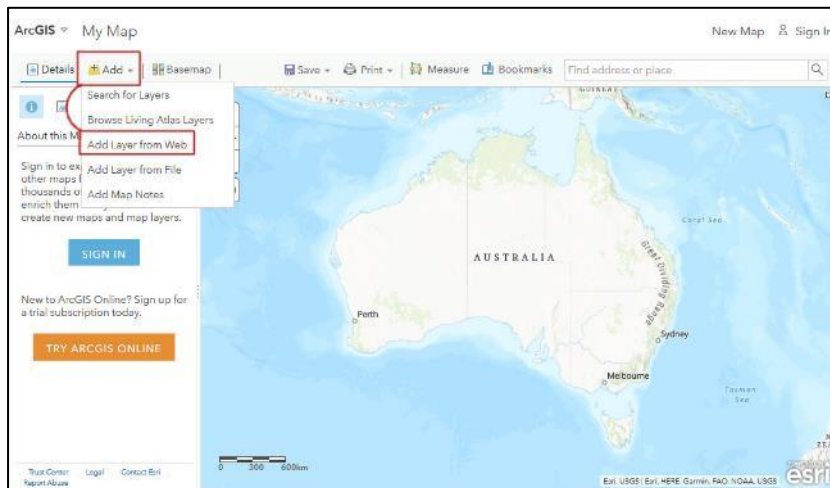 ArcGIS My Map New Map Sign In
Details Add Basemap Save Print Measure Bookmarks Find address or place
Search for Layers
Browse Living Atlas Layers
Add Layer from Web
Add Layer from File
Add Map Notes
About this M
Sign in to ex
other maps
thousands o
enrich them
create new maps and map layers.
SIGN IN
New to ArcGIS Online? Sign up for
a trial subscription today.
TRY ARCGIS ONLINE
Trust Center Legal Contact Esri
Report Abuse
GUINEA
Coral Sea
AUSTRALIA
Great Dividing Range
Perth
Sydney
Melbourne
Tasman
Sea
0 300 600km
Esri, USGS | Esri, HERE, Garmin, FAO, NOAA, USGS
esri